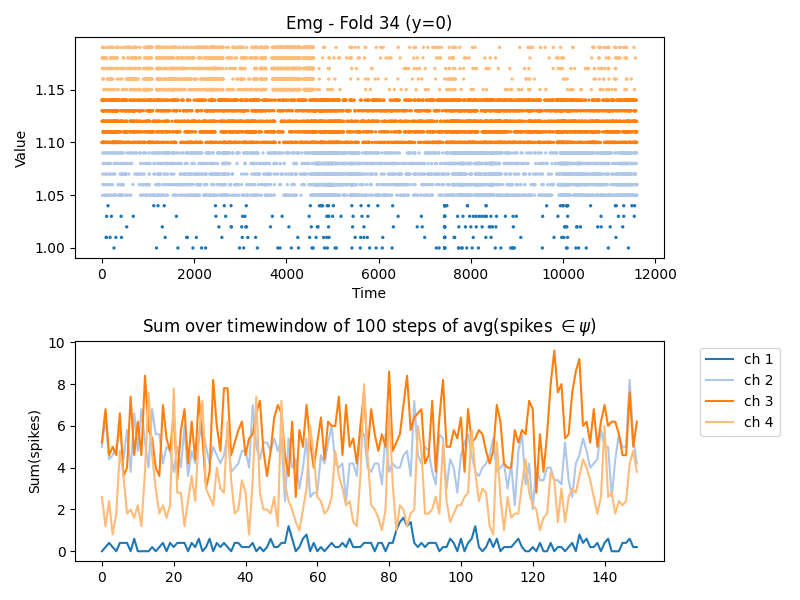 Emg - Fold 34 (y=0)
1.15
1.10
1.05
1.00
Value
0 2000 4000 6000 8000 10000 12000
Time
Sum over timewindow of 100 steps of avg(spikes ∈ ψ)
10
8
6
4
2
0
Sum(spikes)
0 20 40 60 80 100 120 140
ch 1
ch 2
ch 3
ch 4